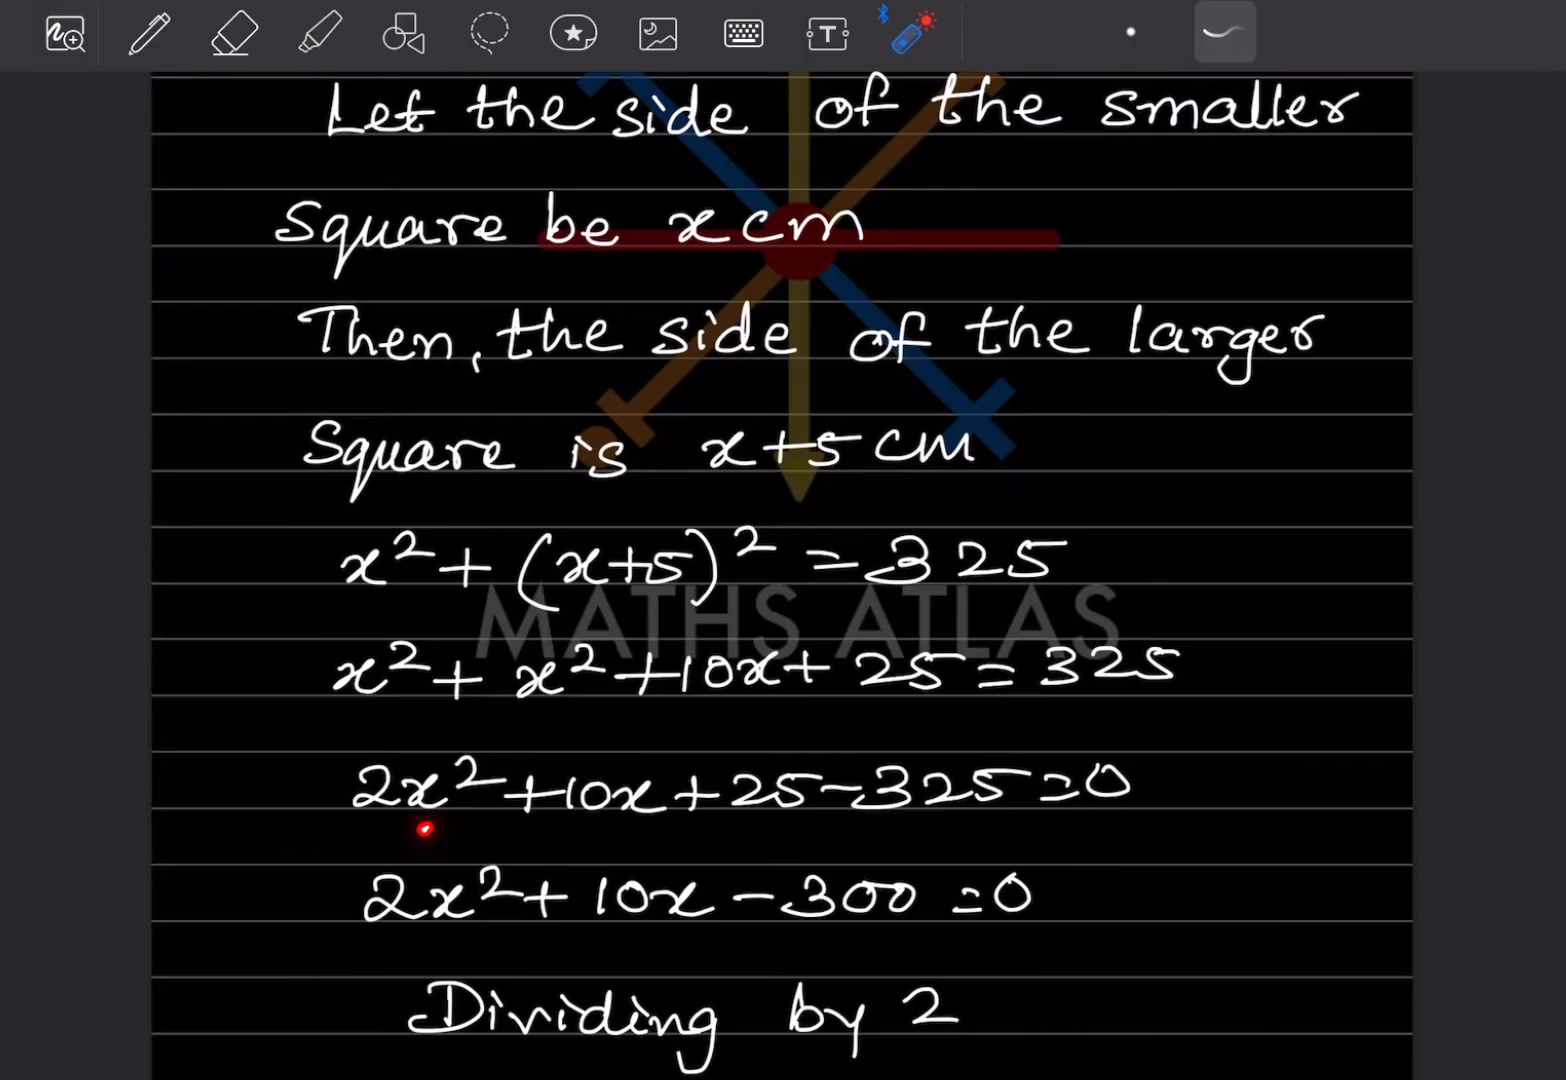 Let the side of the smaller
Square be x cm
Then, the side of the larger
Square is x+5 cm
x² + (x+5)² = 325
MATHS ATLAS
x² + x² + 10x + 25 = 325
2x² + 10x + 25 - 325 = 0
2x² + 10x - 300 = 0
Dividing by 2